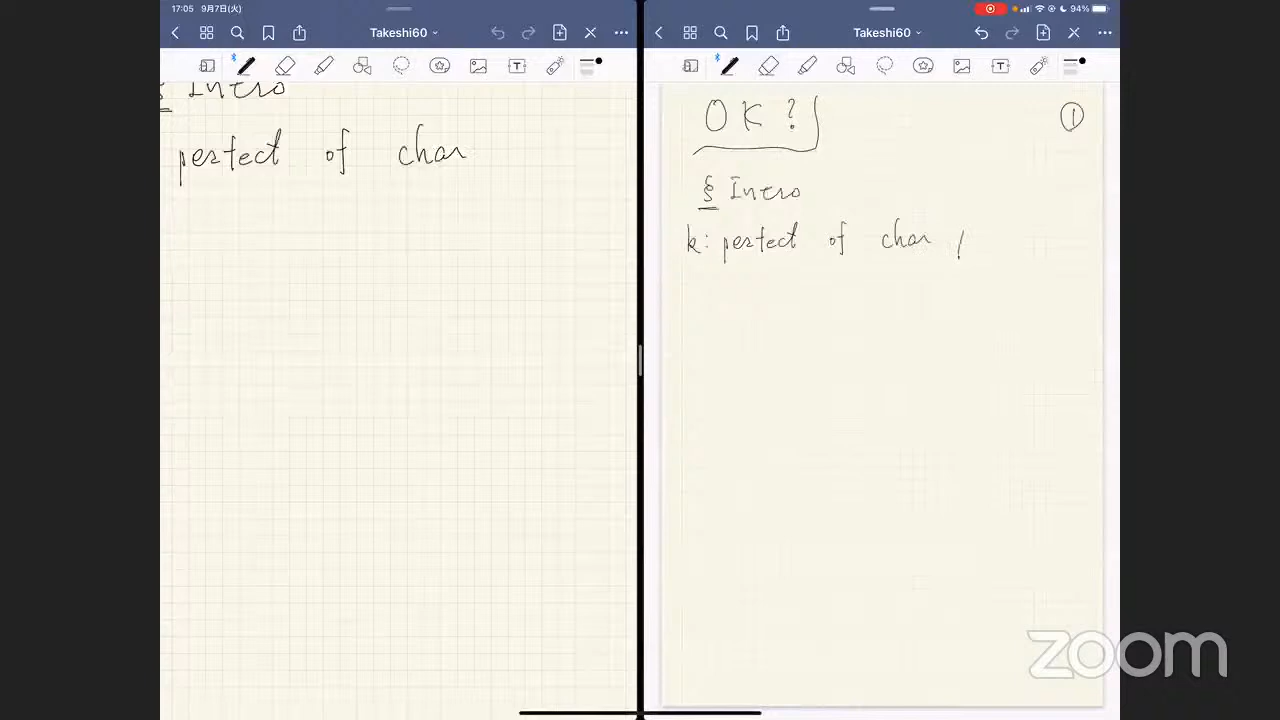 17:05 9月7日(火)
94%
Takeshi60
Takeshi60
§ Intro
perfect of char
OK?
①
§ Intro
k: perfect of char
zoom